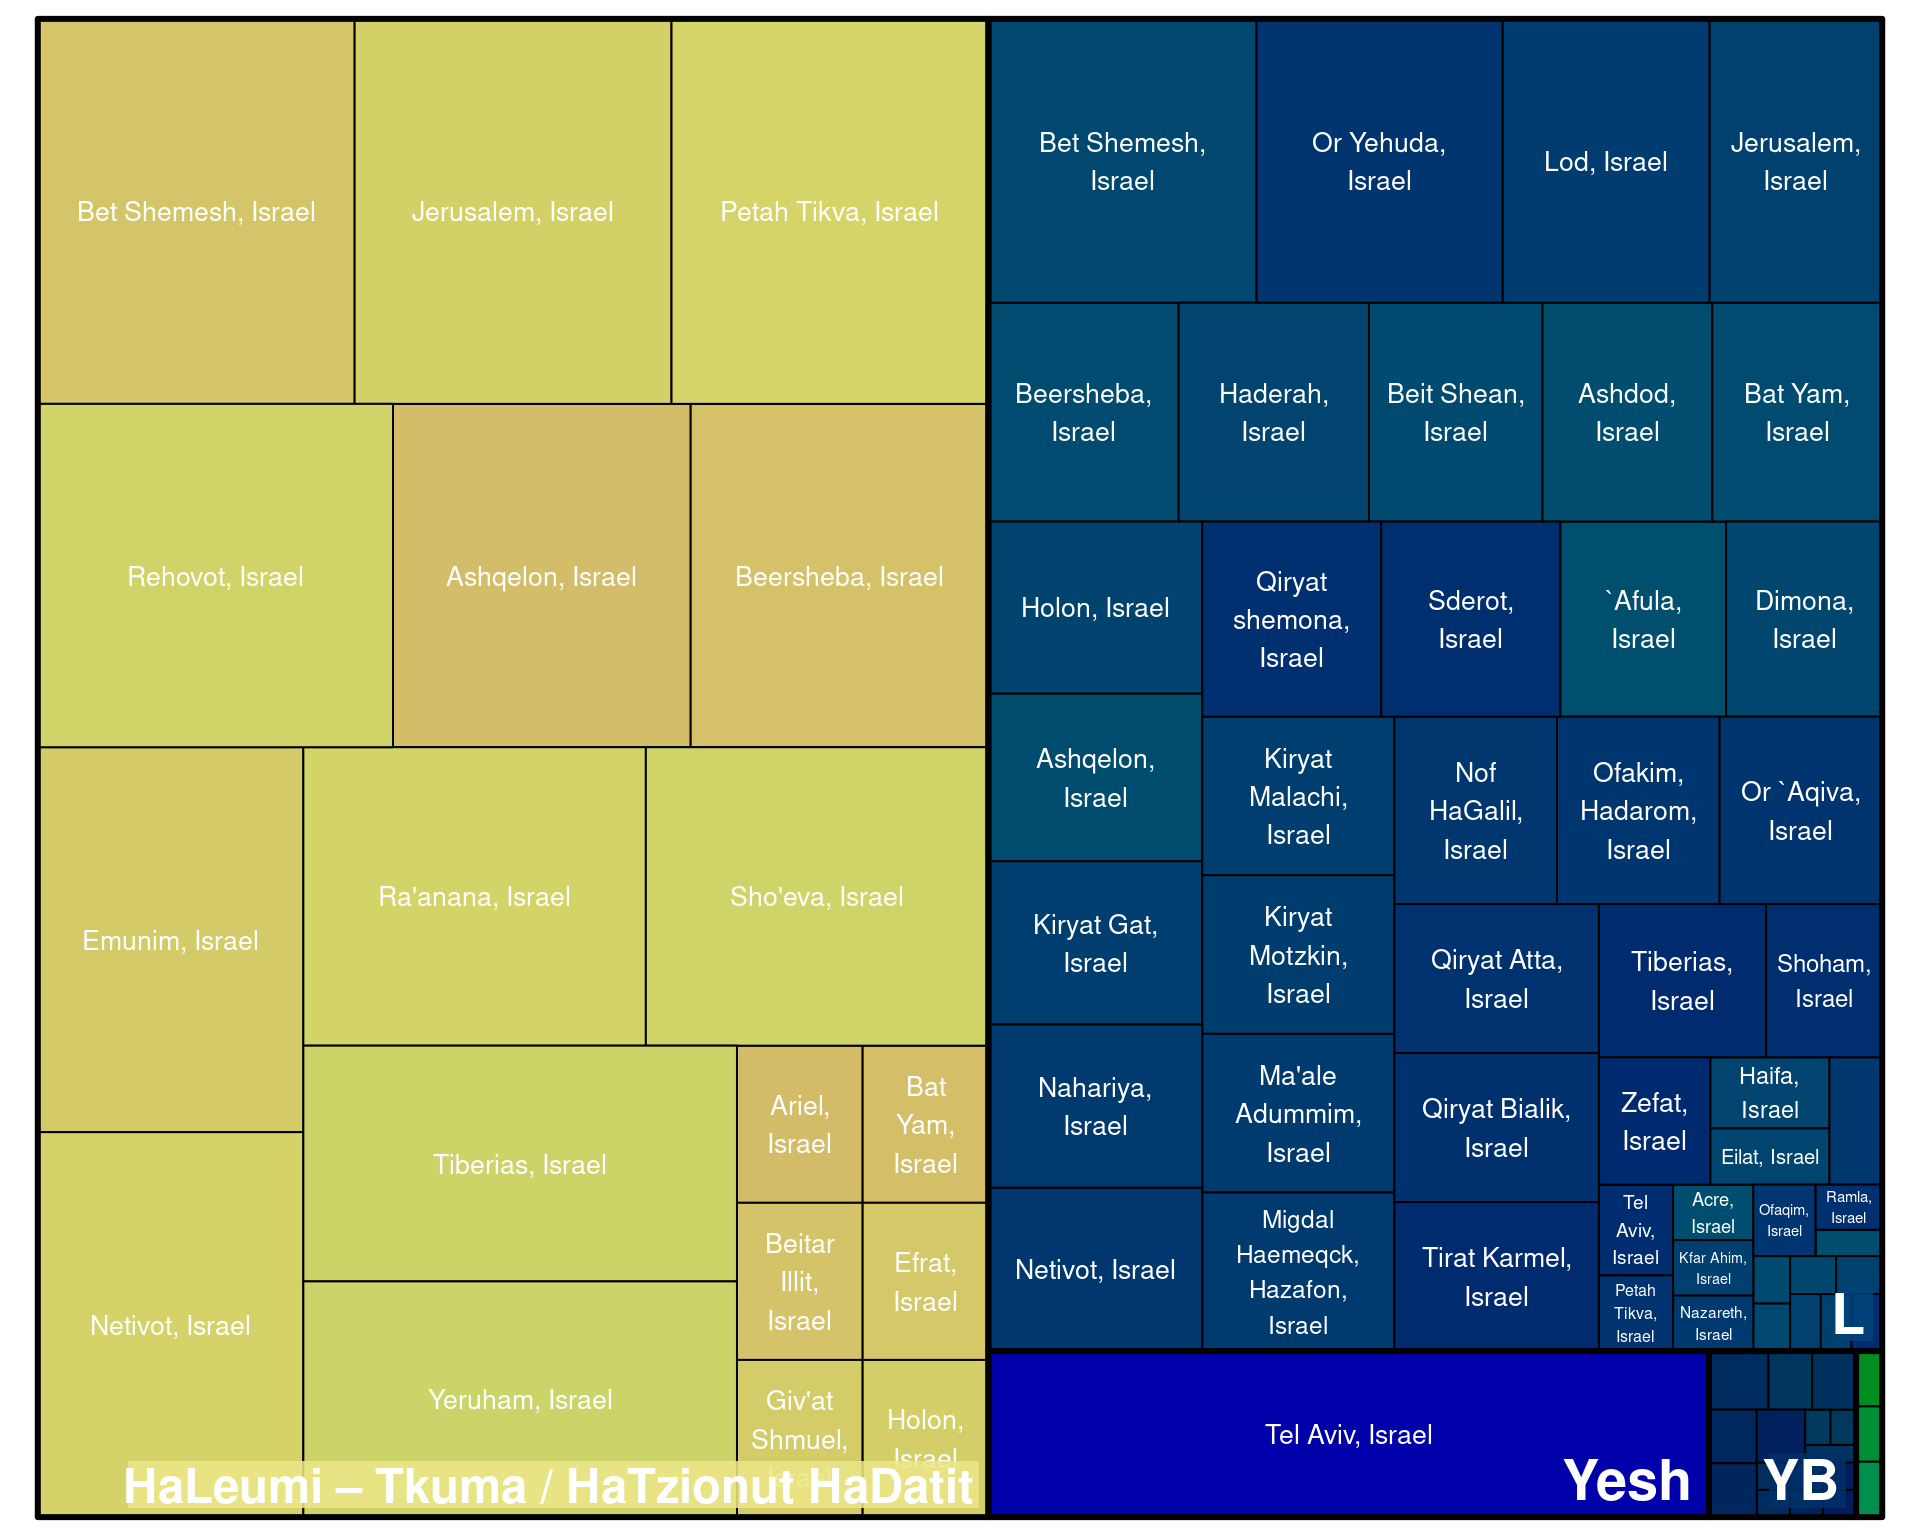 Bet Shemesh, Israel
Jerusalem, Israel
Petah Tikva, Israel
Rehovot, Israel
Ashqelon, Israel
Beersheba, Israel
Emunim, Israel
Ra'anana, Israel
Sho'eva, Israel
Netivot, Israel
Tiberias, Israel
Yeruham, Israel
Ariel,
Israel
Bat
Yam,
Israel
Beitar
Illit,
Israel
Efrat,
Israel
Giv'at
Shmuel,
Israel
Holon,
Israel
HaLeumi – Tkuma / HaTzionut HaDatit
Bet Shemesh,
Israel
Or Yehuda,
Israel
Lod, Israel
Jerusalem,
Israel
Beersheba,
Israel
Haderah,
Israel
Beit Shean,
Israel
Ashdod,
Israel
Bat Yam,
Israel
Holon, Israel
Qiryat
shemona,
Israel
Sderot,
Israel
`Afula,
Israel
Dimona,
Israel
Ashqelon,
Israel
Kiryat
Malachi,
Israel
Nof
HaGalil,
Israel
Ofakim,
Hadarom,
Israel
Or `Aqiva,
Israel
Kiryat Gat,
Israel
Kiryat
Motzkin,
Israel
Qiryat Atta,
Israel
Tiberias,
Israel
Shoham,
Israel
Nahariya,
Israel
Ma'ale
Adummim,
Israel
Qiryat Bialik,
Israel
Zefat,
Israel
Haifa,
Israel
Eilat, Israel
Netivot, Israel
Migdal
Haemeqck,
Hazafon,
Israel
Tirat Karmel,
Israel
Tel
Aviv,
Israel
Acre,
Israel
Ofaqim,
Israel
Ramla,
Israel
Kfar Ahim,
Israel
Petah
Tikva,
Israel
Nazareth,
Israel
L
Tel Aviv, Israel
Yesh
YB